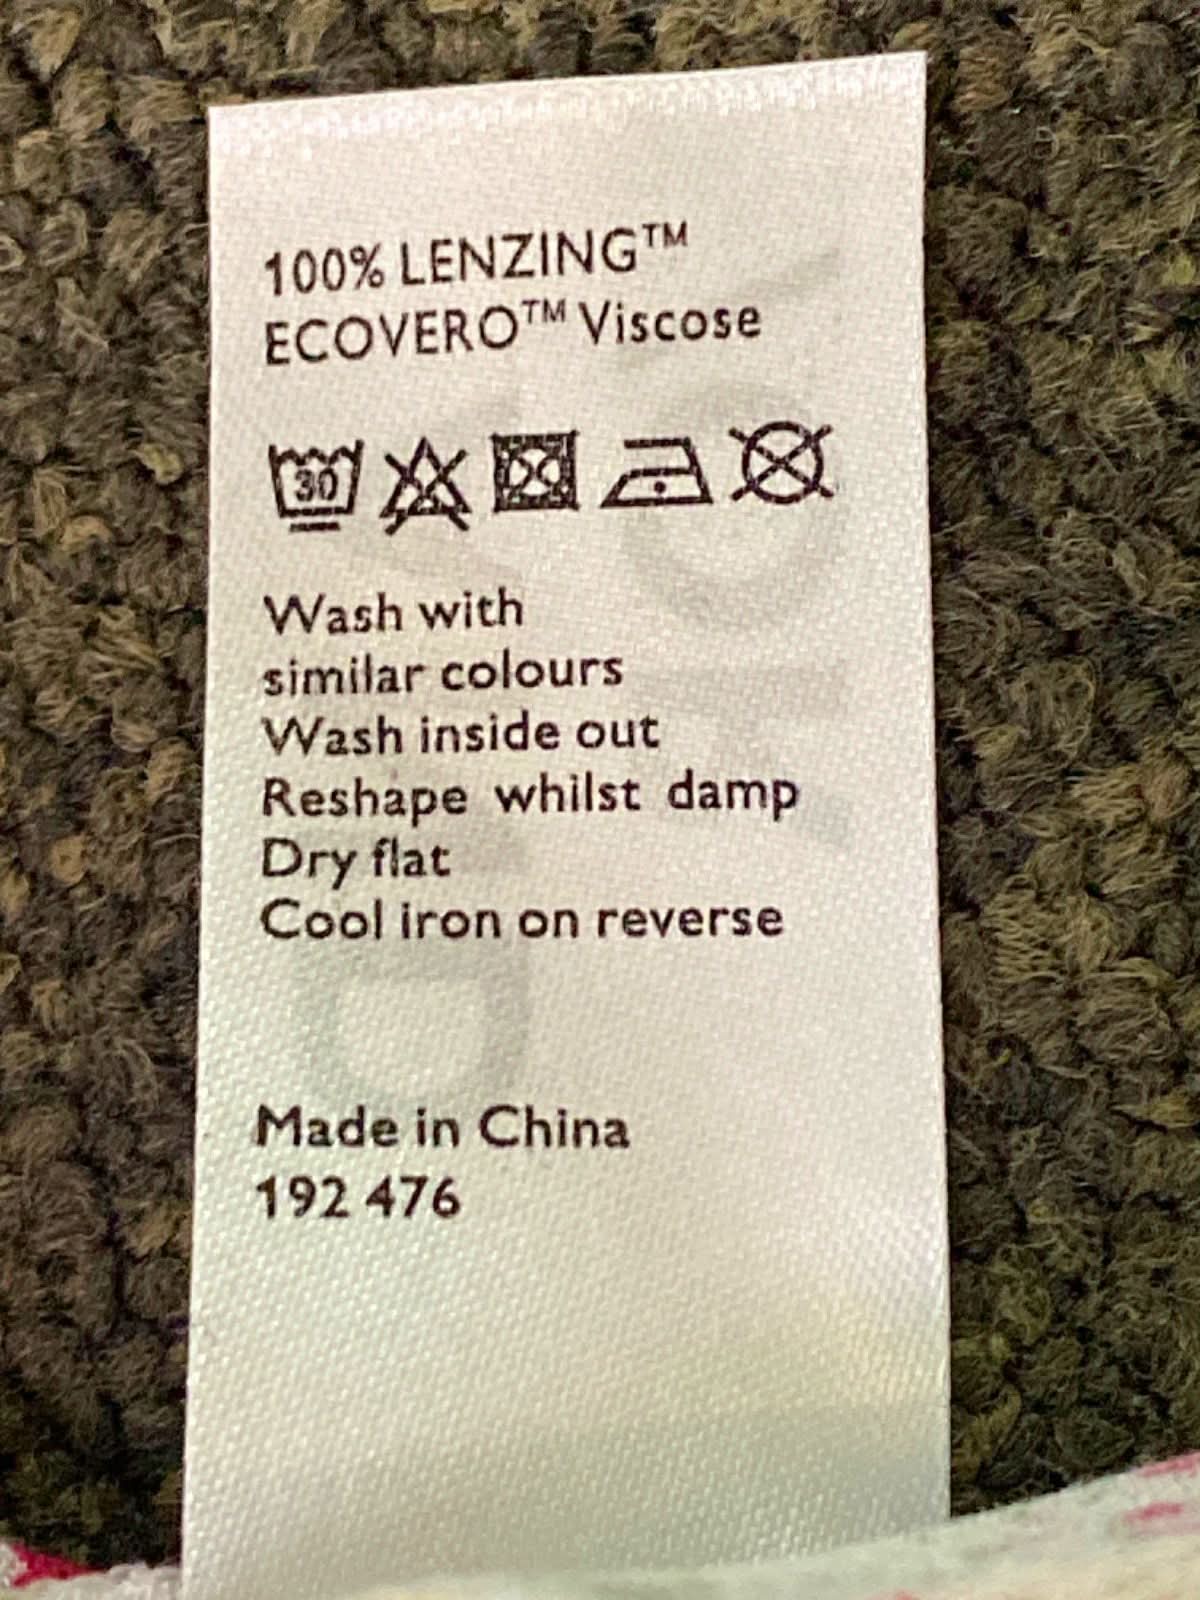 100% LENZING™
ECOVERO™ Viscose
30
Wash with
similar colours
Wash inside out
Reshape whilst damp
Dry flat
Cool iron on reverse
Made in China
192 476